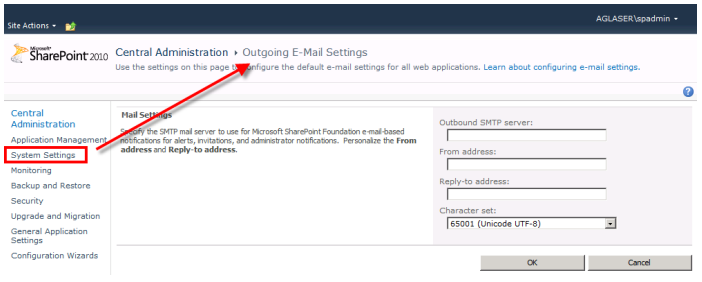 AGLASER\spadmin
Site Actions
Microsoft
SharePoint 2010
Central Administration Outgoing E-Mail Settings
Use the settings on this page to configure the default e-mail settings for all web applications. Learn about configuring e-mail settings.
Central
Administration
Application Management
System Settings
Monitoring
Backup and Restore
Security
Upgrade and Migration
General Application
Settings
Configuration Wizards
Mail Settings
Specify the SMTP mail server to use for Microsoft SharePoint Foundation e-mail-based
notifications for alerts, invitations, and administrator notifications. Personalize the From
address and Reply-to address.
Outbound SMTP server:
From address:
Reply-to address:
Character set:
65001 (Unicode UTF-8)
OK Cancel